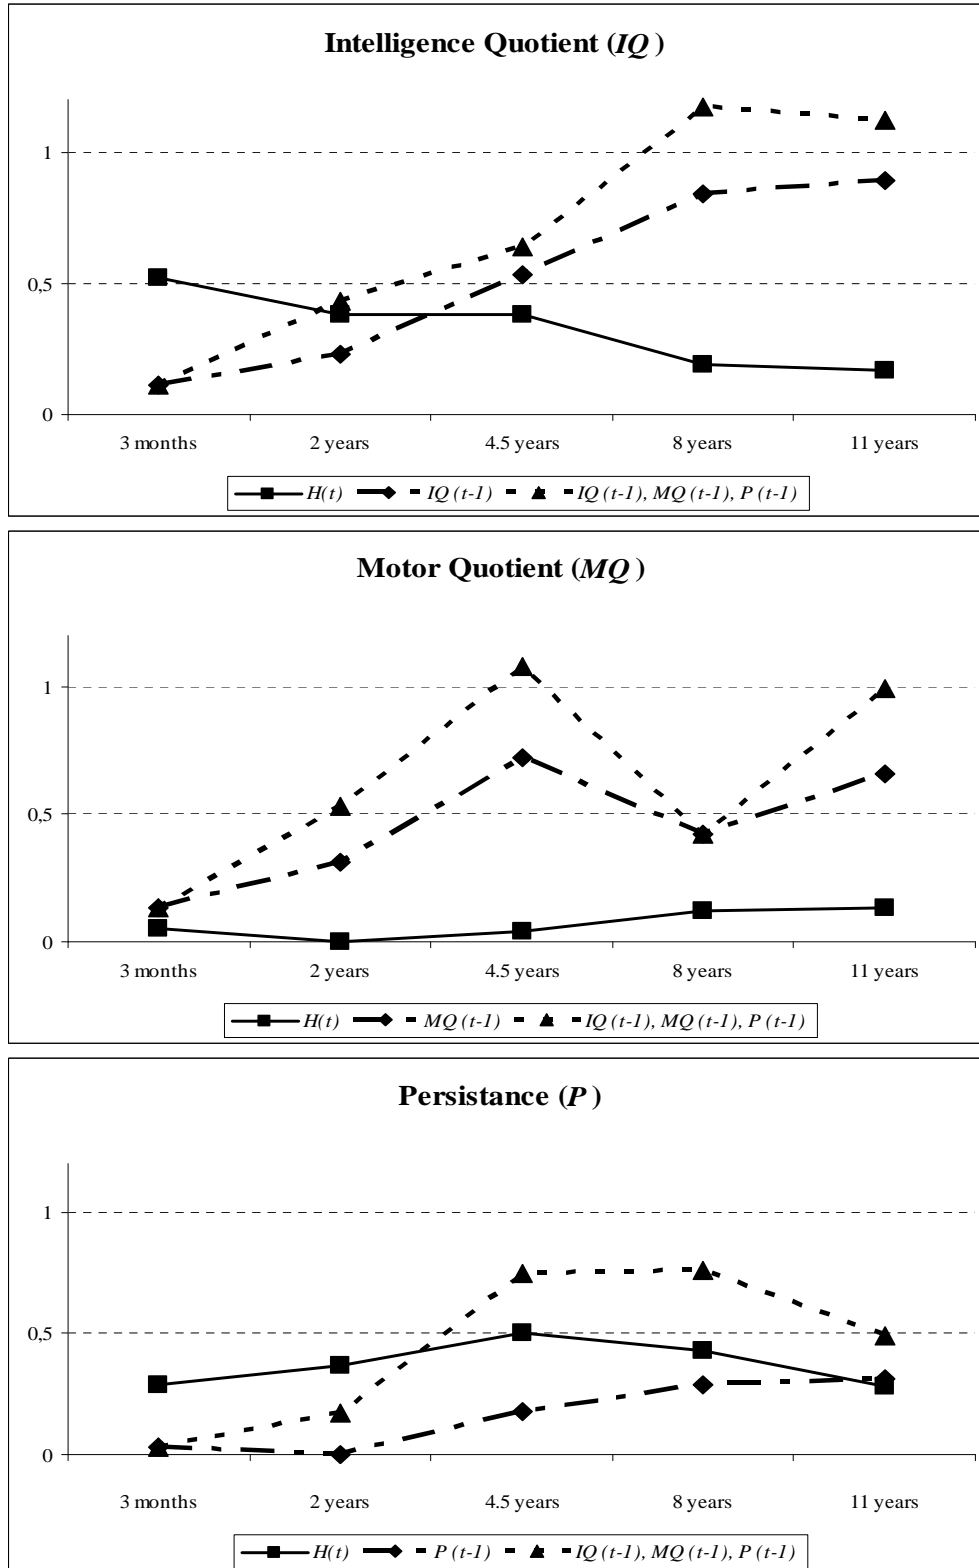 Intelligence Quotient (IQ )
1
0,5
0
3 months 2 years 4.5 years 8 years 11 years
H(t) IQ (t-1) IQ (t-1), MQ (t-1), P (t-1)
Motor Quotient (MQ )
1
0,5
0
3 months 2 years 4.5 years 8 years 11 years
H(t) MQ (t-1) IQ (t-1), MQ (t-1), P (t-1)
Persistance (P )
1
0,5
0
3 months 2 years 4.5 years 8 years 11 years
H(t) P (t-1) IQ (t-1), MQ (t-1), P (t-1)